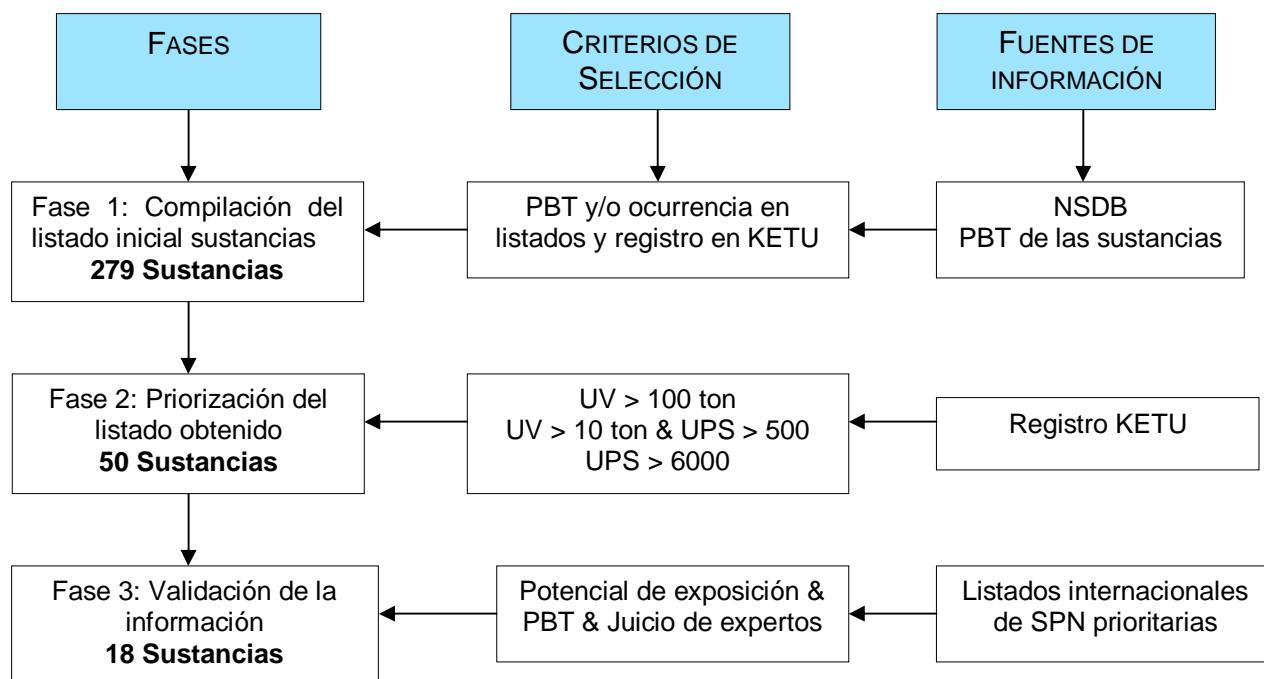 FASES
CRITERIOS DE
SELECCIÓN
FUENTES DE
INFORMACIÓN
Fase 1: Compilación del
listado inicial sustancias
279 Sustancias
PBT y/o ocurrencia en
listados y registro en KETU
NSDB
PBT de las sustancias
Fase 2: Priorización del
listado obtenido
50 Sustancias
UV > 100 ton
UV > 10 ton & UPS > 500
UPS > 6000
Registro KETU
Fase 3: Validación de la
información
18 Sustancias
Potencial de exposición &
PBT & Juicio de expertos
Listados internacionales
de SPN prioritarias